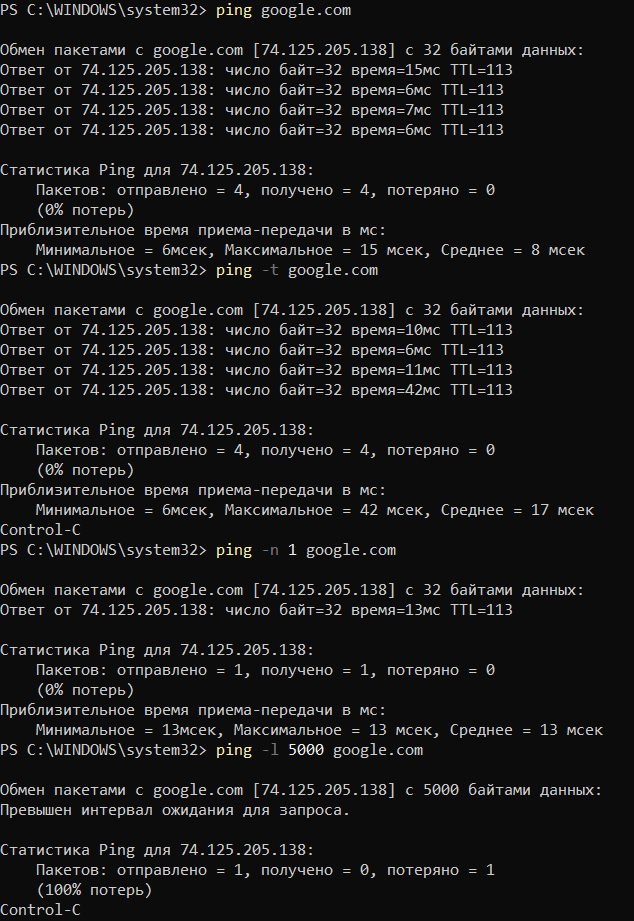 PS C:\WINDOWS\system32> ping google.com
Обмен пакетами с google.com [74.125.205.138] с 32 байтами данных:
Ответ от 74.125.205.138: число байт=32 время=15мс TTL=113
Ответ от 74.125.205.138: число байт=32 время=6мс TTL=113
Ответ от 74.125.205.138: число байт=32 время=7мс TTL=113
Ответ от 74.125.205.138: число байт=32 время=6мс TTL=113
Статистика Ping для 74.125.205.138:
    Пакетов: отправлено = 4, получено = 4, потеряно = 0
    (0% потерь)
Приблизительное время приема-передачи в мс:
    Минимальное = 6мсек, Максимальное = 15 мсек, Среднее = 8 мсек
PS C:\WINDOWS\system32> ping -t google.com
Обмен пакетами с google.com [74.125.205.138] с 32 байтами данных:
Ответ от 74.125.205.138: число байт=32 время=10мс TTL=113
Ответ от 74.125.205.138: число байт=32 время=6мс TTL=113
Ответ от 74.125.205.138: число байт=32 время=11мс TTL=113
Ответ от 74.125.205.138: число байт=32 время=42мс TTL=113
Статистика Ping для 74.125.205.138:
    Пакетов: отправлено = 4, получено = 4, потеряно = 0
    (0% потерь)
Приблизительное время приема-передачи в мс:
    Минимальное = 6мсек, Максимальное = 42 мсек, Среднее = 17 мсек
Control-C
PS C:\WINDOWS\system32> ping -n 1 google.com
Обмен пакетами с google.com [74.125.205.138] с 32 байтами данных:
Ответ от 74.125.205.138: число байт=32 время=13мс TTL=113
Статистика Ping для 74.125.205.138:
    Пакетов: отправлено = 1, получено = 1, потеряно = 0
    (0% потерь)
Приблизительное время приема-передачи в мс:
    Минимальное = 13мсек, Максимальное = 13 мсек, Среднее = 13 мсек
PS C:\WINDOWS\system32> ping -l 5000 google.com
Обмен пакетами с google.com [74.125.205.138] с 5000 байтами данных:
Превышен интервал ожидания для запроса.
Статистика Ping для 74.125.205.138:
    Пакетов: отправлено = 1, получено = 0, потеряно = 1
    (100% потерь)
Control-C